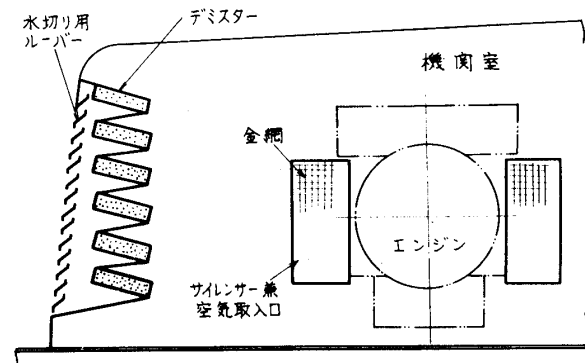 水切り用
ルーバー
デミスター
機関室
金網
エンジン
サイレンサー兼
空気取入口